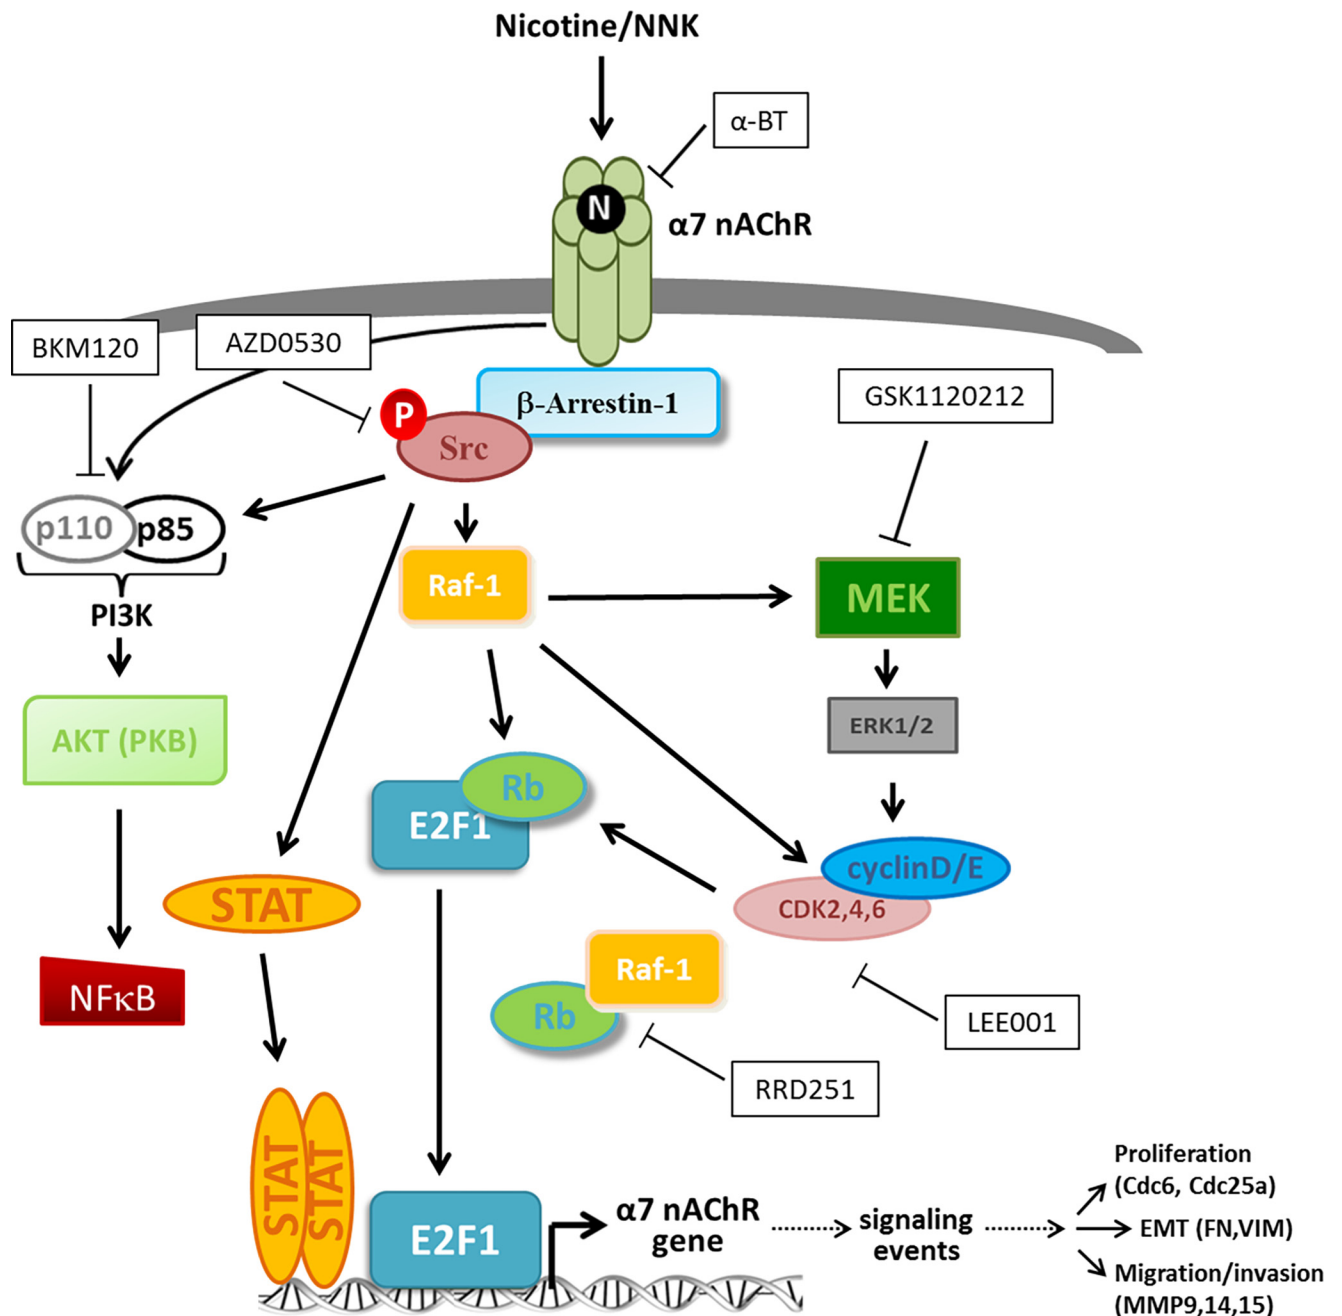 Nicotine/NNK
α-BT
N
α7 nAChR
BKM120
AZD0530
β-Arrestin-1
GSK1120212
P
Src
p110
p85
Raf-1
MEK
PI3K
AKT (PKB)
ERK1/2
Rb
E2F1
cyclinD/E
STAT
CDK2,4,6
NFκB
Raf-1
Rb
LEE001
RRD251
STAT
STAT
E2F1
α7 nAChR
gene
signaling
events
Proliferation
(Cdc6, Cdc25a)
EMT (FN,VIM)
Migration/invasion
(MMP9,14,15)